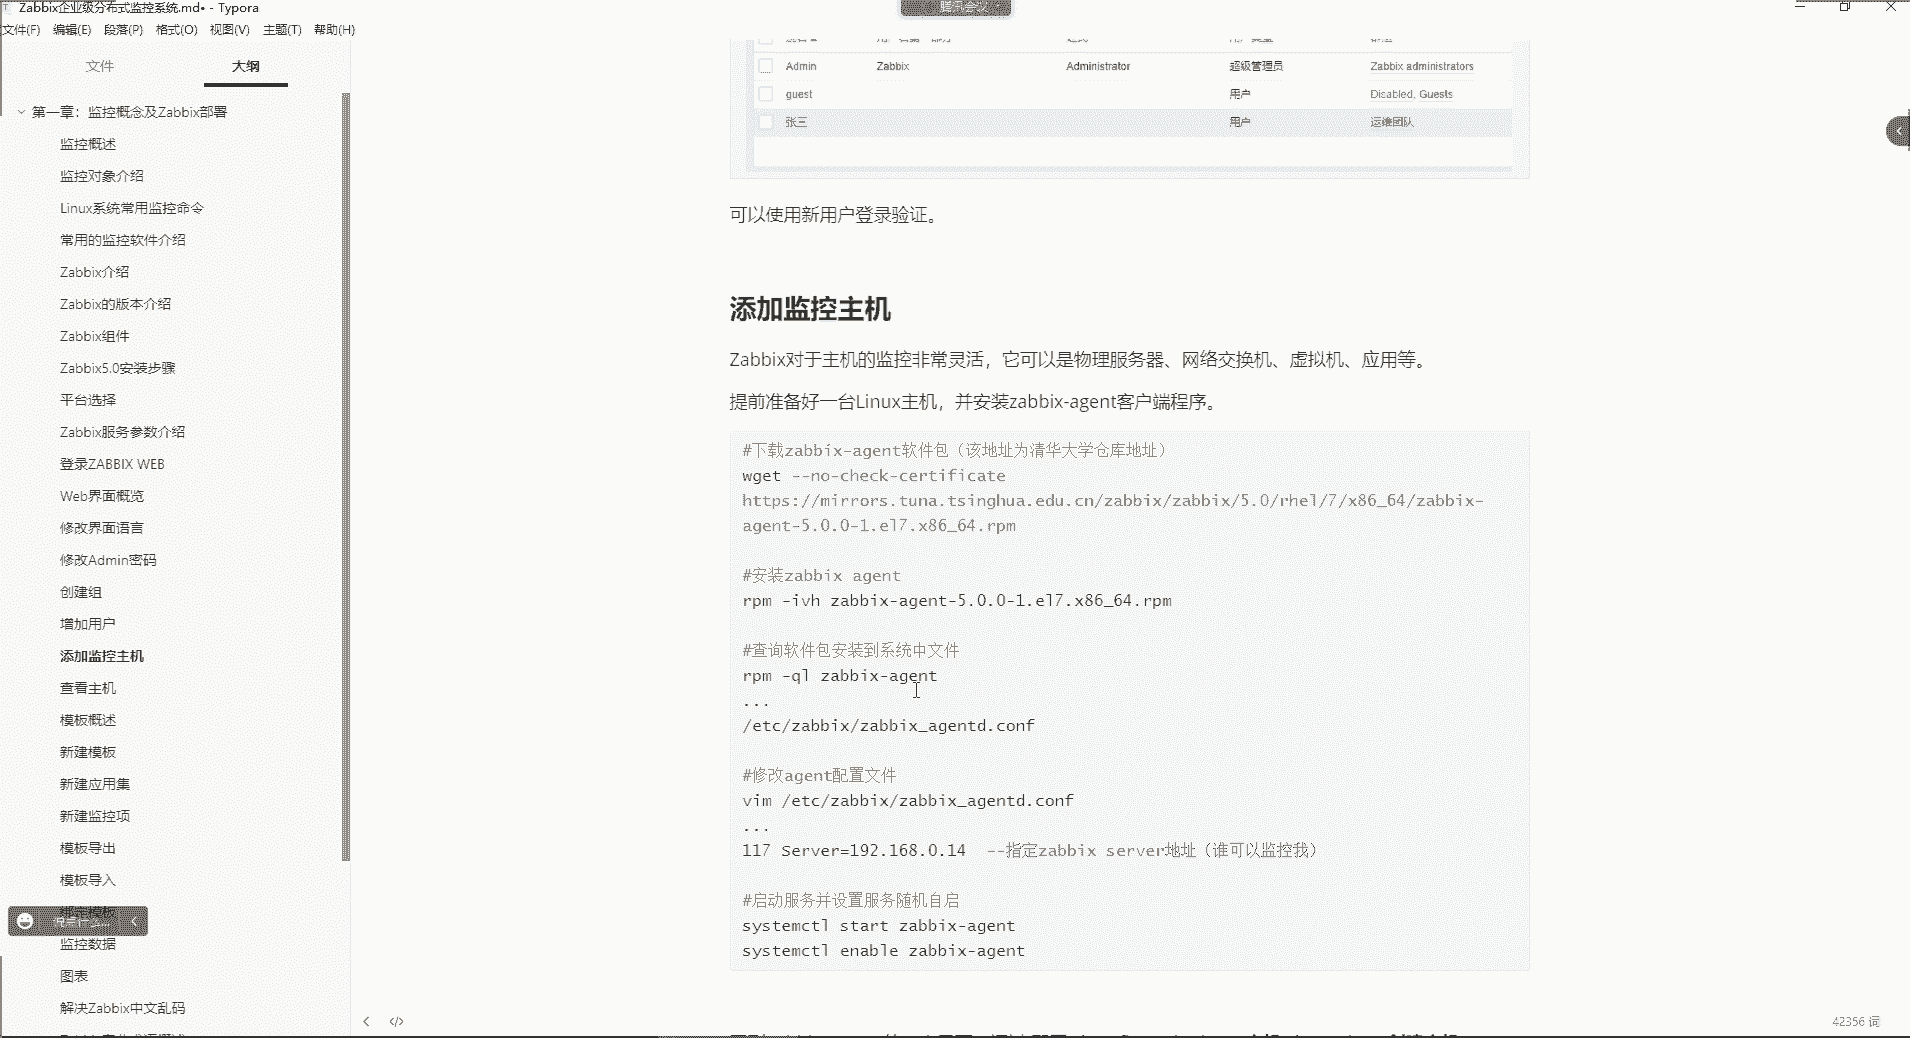 Zabbix企业级分布式监控系统.md• - Typora
腾讯会议
文件(F) 编辑(E) 段落(P) 格式(O) 视图(V) 主题(T) 帮助(H)
文件 大纲
第一章：监控概念及Zabbix部署
监控概述
监控对象介绍
Linux系统常用监控命令
常用的监控软件介绍
Zabbix介绍
Zabbix的版本介绍
Zabbix组件
Zabbix5.0安装步骤
平台选择
Zabbix服务参数介绍
登录ZABBIX WEB
Web界面概览
修改界面语言
修改Admin密码
创建组
增加用户
添加监控主机
查看主机
模板概述
新建模板
新建应用集
新建监控项
模板导出
模板导入
绑定模板
说点什么...
监控数据
图表
解决Zabbix中文乱码
Admin Zabbix Administrator 超级管理员 Zabbix administrators
guest 用户 Disabled, Guests
张三 用户 运维团队
可以使用新用户登录验证。
添加监控主机
Zabbix对于主机的监控非常灵活，它可以是物理服务器、网络交换机、虚拟机、应用等。
提前准备好一台Linux主机，并安装zabbix-agent客户端程序。
#下载zabbix-agent软件包（该地址为清华大学仓库地址）
wget --no-check-certificate
https://mirrors.tuna.tsinghua.edu.cn/zabbix/zabbix/5.0/rhel/7/x86_64/zabbix-
agent-5.0.0-1.el7.x86_64.rpm
#安装zabbix agent
rpm -ivh zabbix-agent-5.0.0-1.el7.x86_64.rpm
#查询软件包安装到系统中文件
rpm -ql zabbix-agent
...
/etc/zabbix/zabbix_agentd.conf
#修改agent配置文件
vim /etc/zabbix/zabbix_agentd.conf
...
117 Server=192.168.0.14 --指定zabbix server地址（谁可以监控我）
#启动服务并设置服务随机自启
systemctl start zabbix-agent
systemctl enable zabbix-agent
42356 词